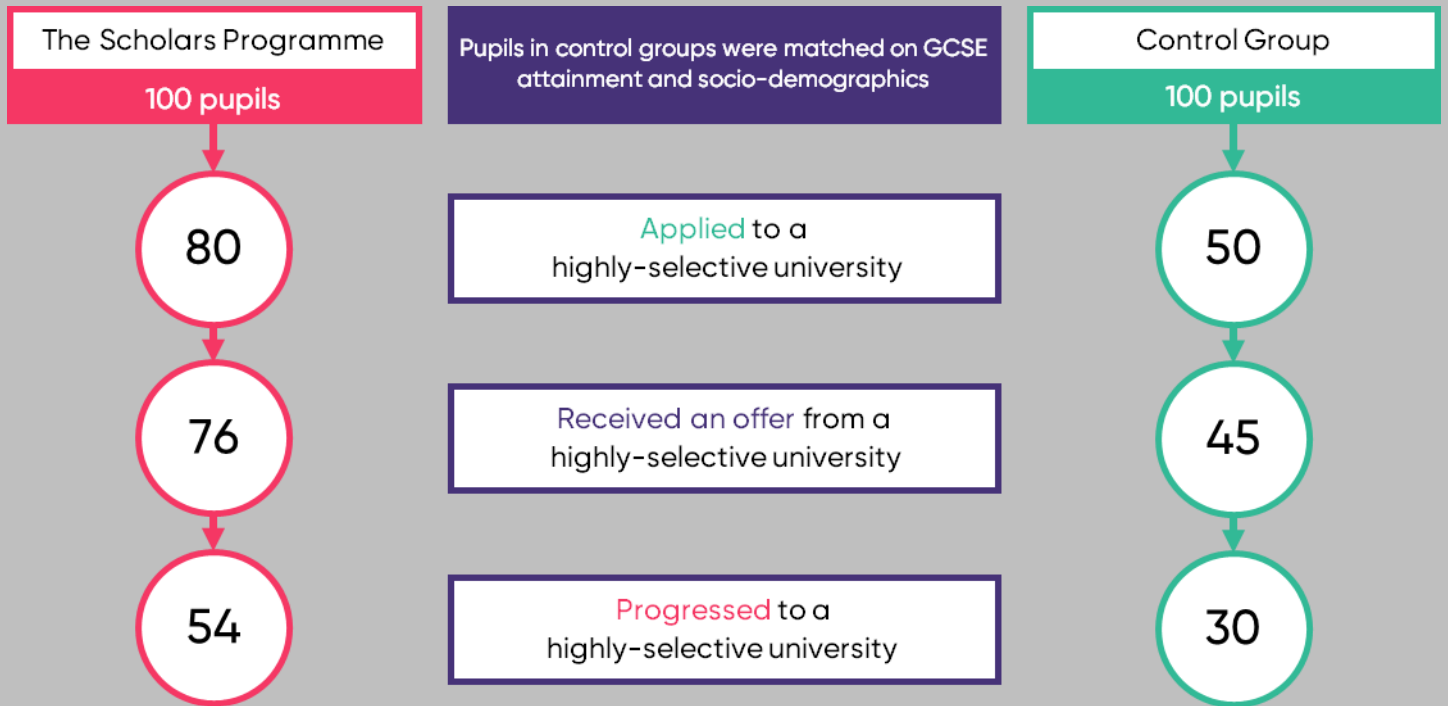 The Scholars Programme
100 pupils
Pupils in control groups were matched on GCSE
attainment and socio-demographics
Control Group
100 pupils
80
Applied to a
highly-selective university
50
76
Received an offer from a
highly-selective university
45
54
Progressed to a
highly-selective university
30